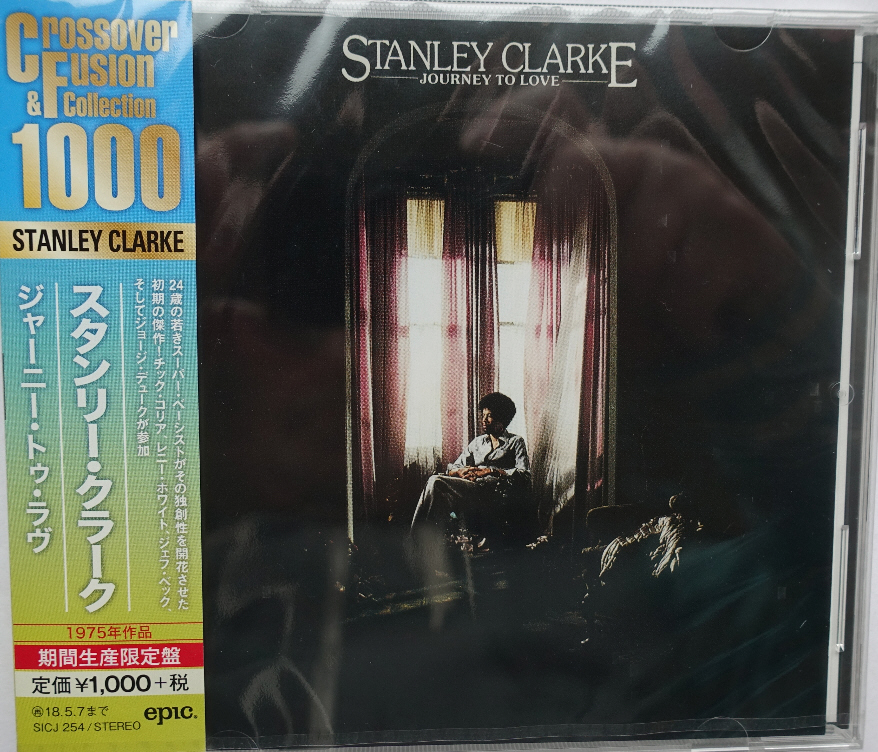 Crossover
& Fusion
Collection
1000
STANLEY CLARKE
24歳の若きスーパー・ベーシストがその独創性を開花させた
初期の傑作！チック・コリア、レニー・ホワイト、ジェフ・ベック、
そしてジョージ・デュークが参加
スタンリー・クラーク
ジャーニー・トゥ・ラヴ
1975年作品
期間生産限定盤
定価¥1,000+税
再18.5.7まで
SICJ 254/STEREO
epic.
STANLEY CLARKE
JOURNEY TO LOVE